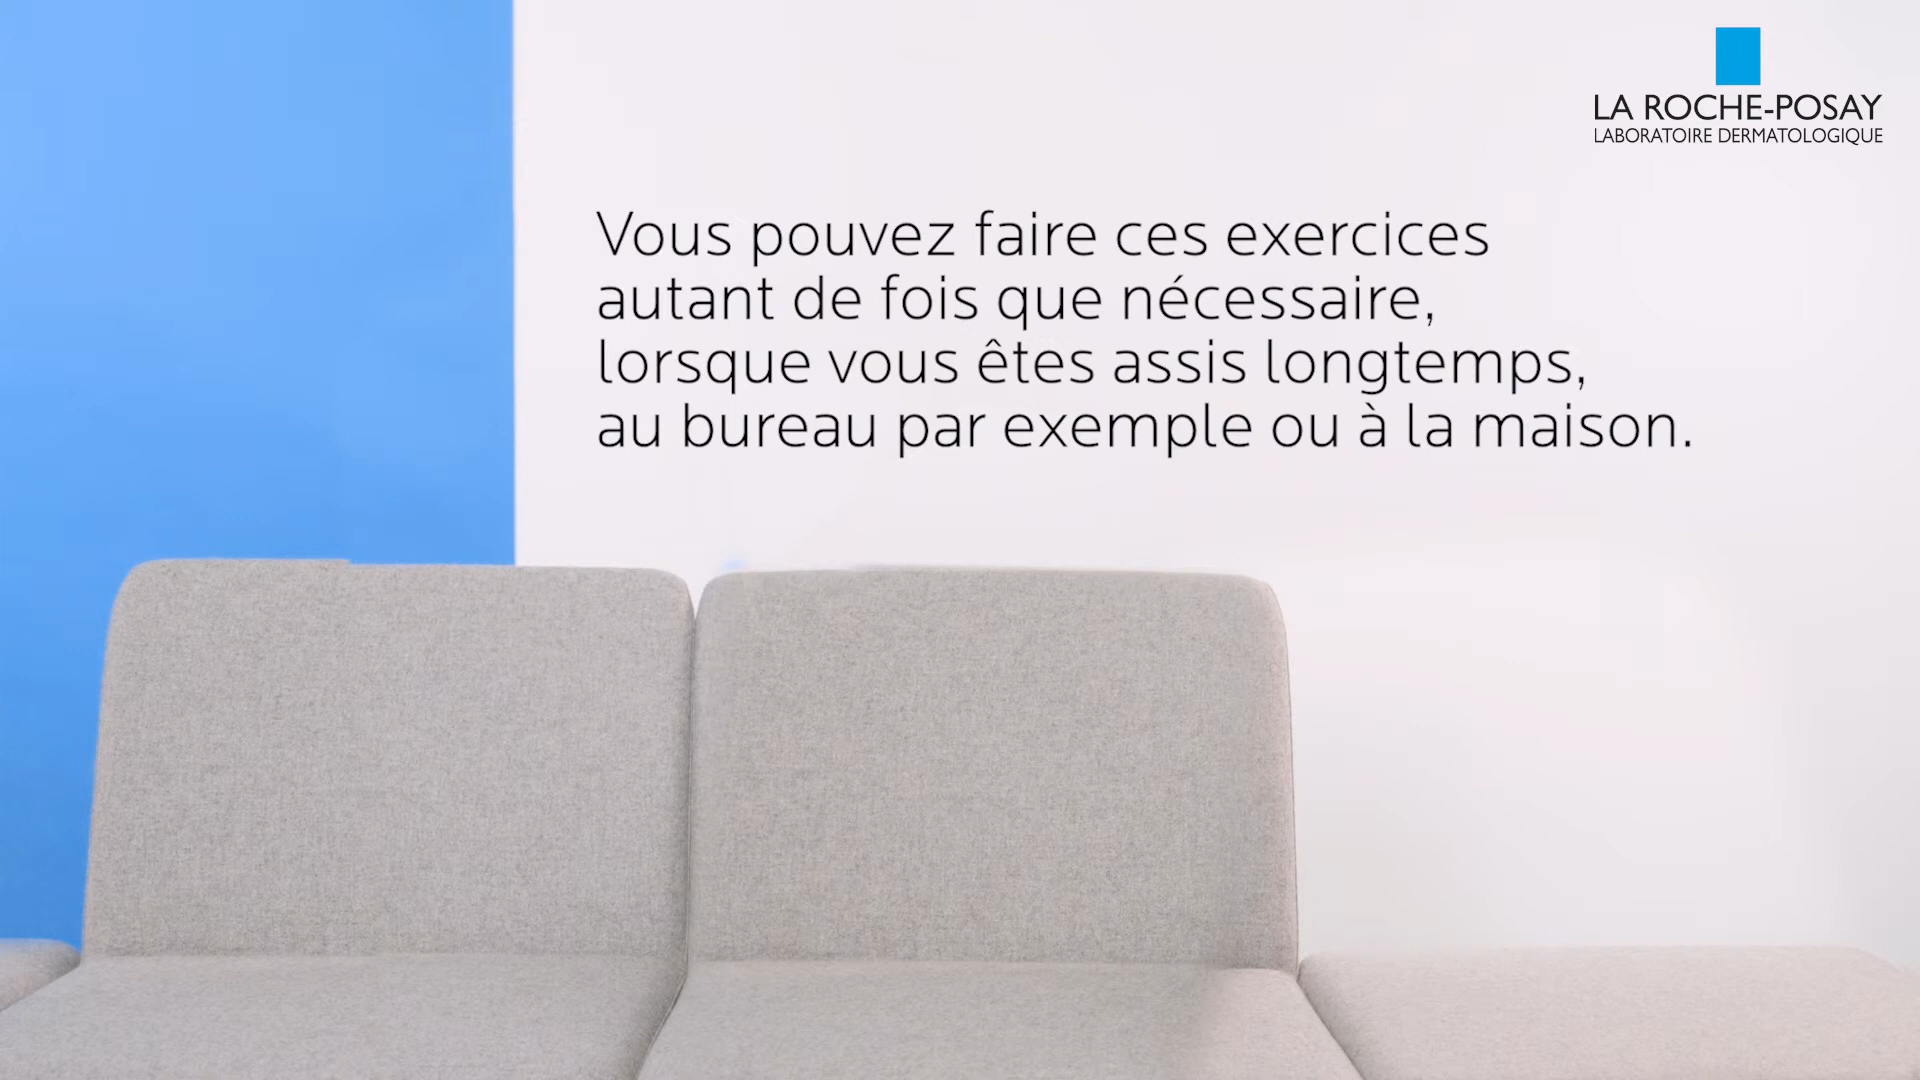 LA ROCHE-POSAY
LABORATOIRE DERMATOLOGIQUE
Vous pouvez faire ces exercices
autant de fois que nécessaire,
lorsque vous êtes assis longtemps,
au bureau par exemple ou à la maison.